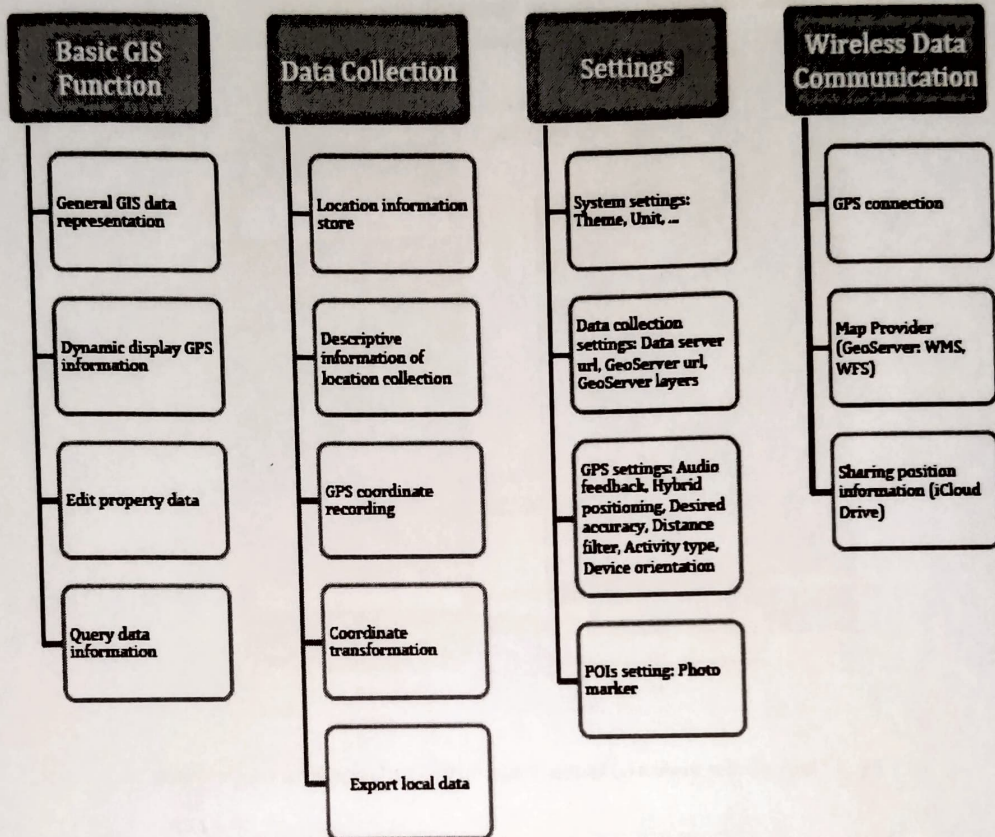 Basic GIS
Function
General GIS data
representation
Dynamic display GPS
information
Edit property data
Query data
information
Data Collection
Location information
store
Descriptive
information of
location collection
GPS coordinate
recording
Coordinate
transformation
Export local data
Settings
System settings:
Theme, Unit, ...
Data collection
settings: Data server
url, GeoServer url,
GeoServer layers
GPS settings: Audio
feedback, Hybrid
positioning, Desired
accuracy, Distance
filter, Activity type,
Device orientation
POIs setting: Photo
marker
Wireless Data
Communication
GPS connection
Map Provider
(GeoServer: WMS,
WFS)
Sharing position
information (iCloud
Drive)